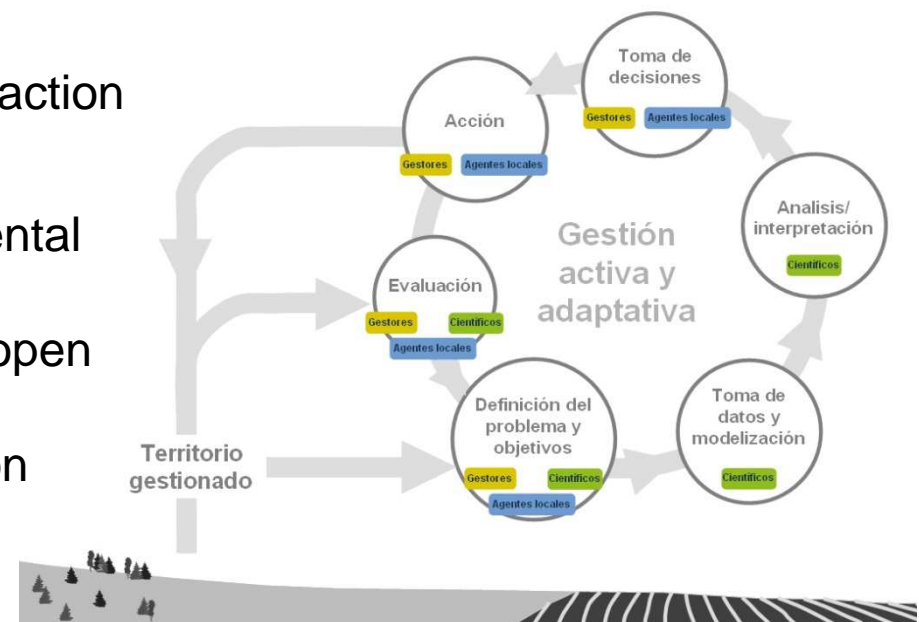 action
ental
open
on
Toma de
decisiones
Gestores Agentes locales
Acción
Gestores Agentes locales
Analisis/
interpretación
Científicos
Gestión
activa y
adaptativa
Evaluación
Gestores Científicos
Agentes locales
Definición del
problema y
objetivos
Gestores Científicos
Agentes locales
Toma de
datos y
modelización
Científicos
Territorio
gestionado